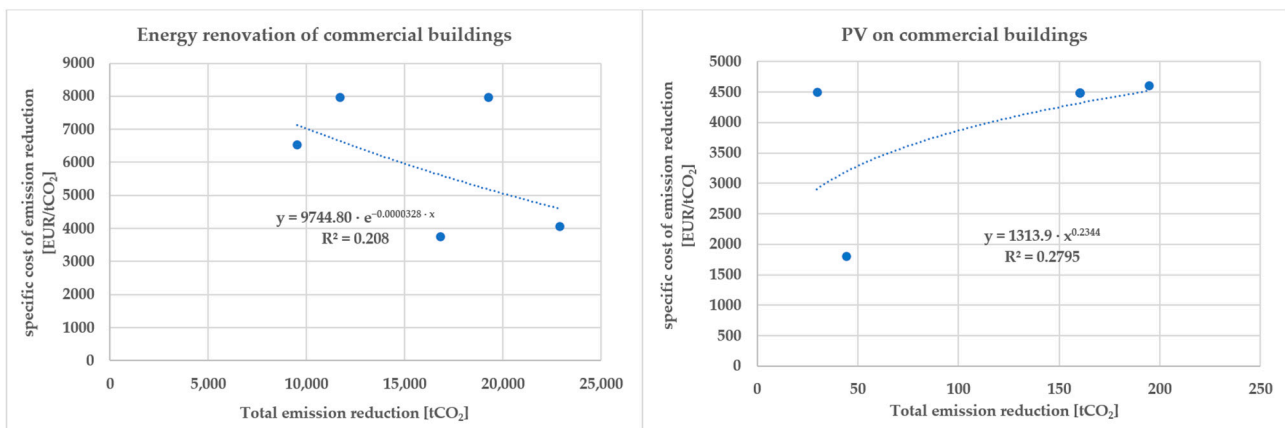 Energy renovation of commercial buildings
specific cost of emission reduction
[EUR/tCO₂]
9000
8000
7000
6000
5000
4000
3000
2000
1000
0
y = 9744.80 · e^−0.0000328 · x
R² = 0.208
0 5,000 10,000 15,000 20,000 25,000
Total emission reduction [tCO₂]
PV on commercial buildings
specific cost of emission reduction
[EUR/tCO₂]
5000
4500
4000
3500
3000
2500
2000
1500
1000
500
0
y = 1313.9 · x^0.2344
R² = 0.2795
0 50 100 150 200 250
Total emission reduction [tCO₂]